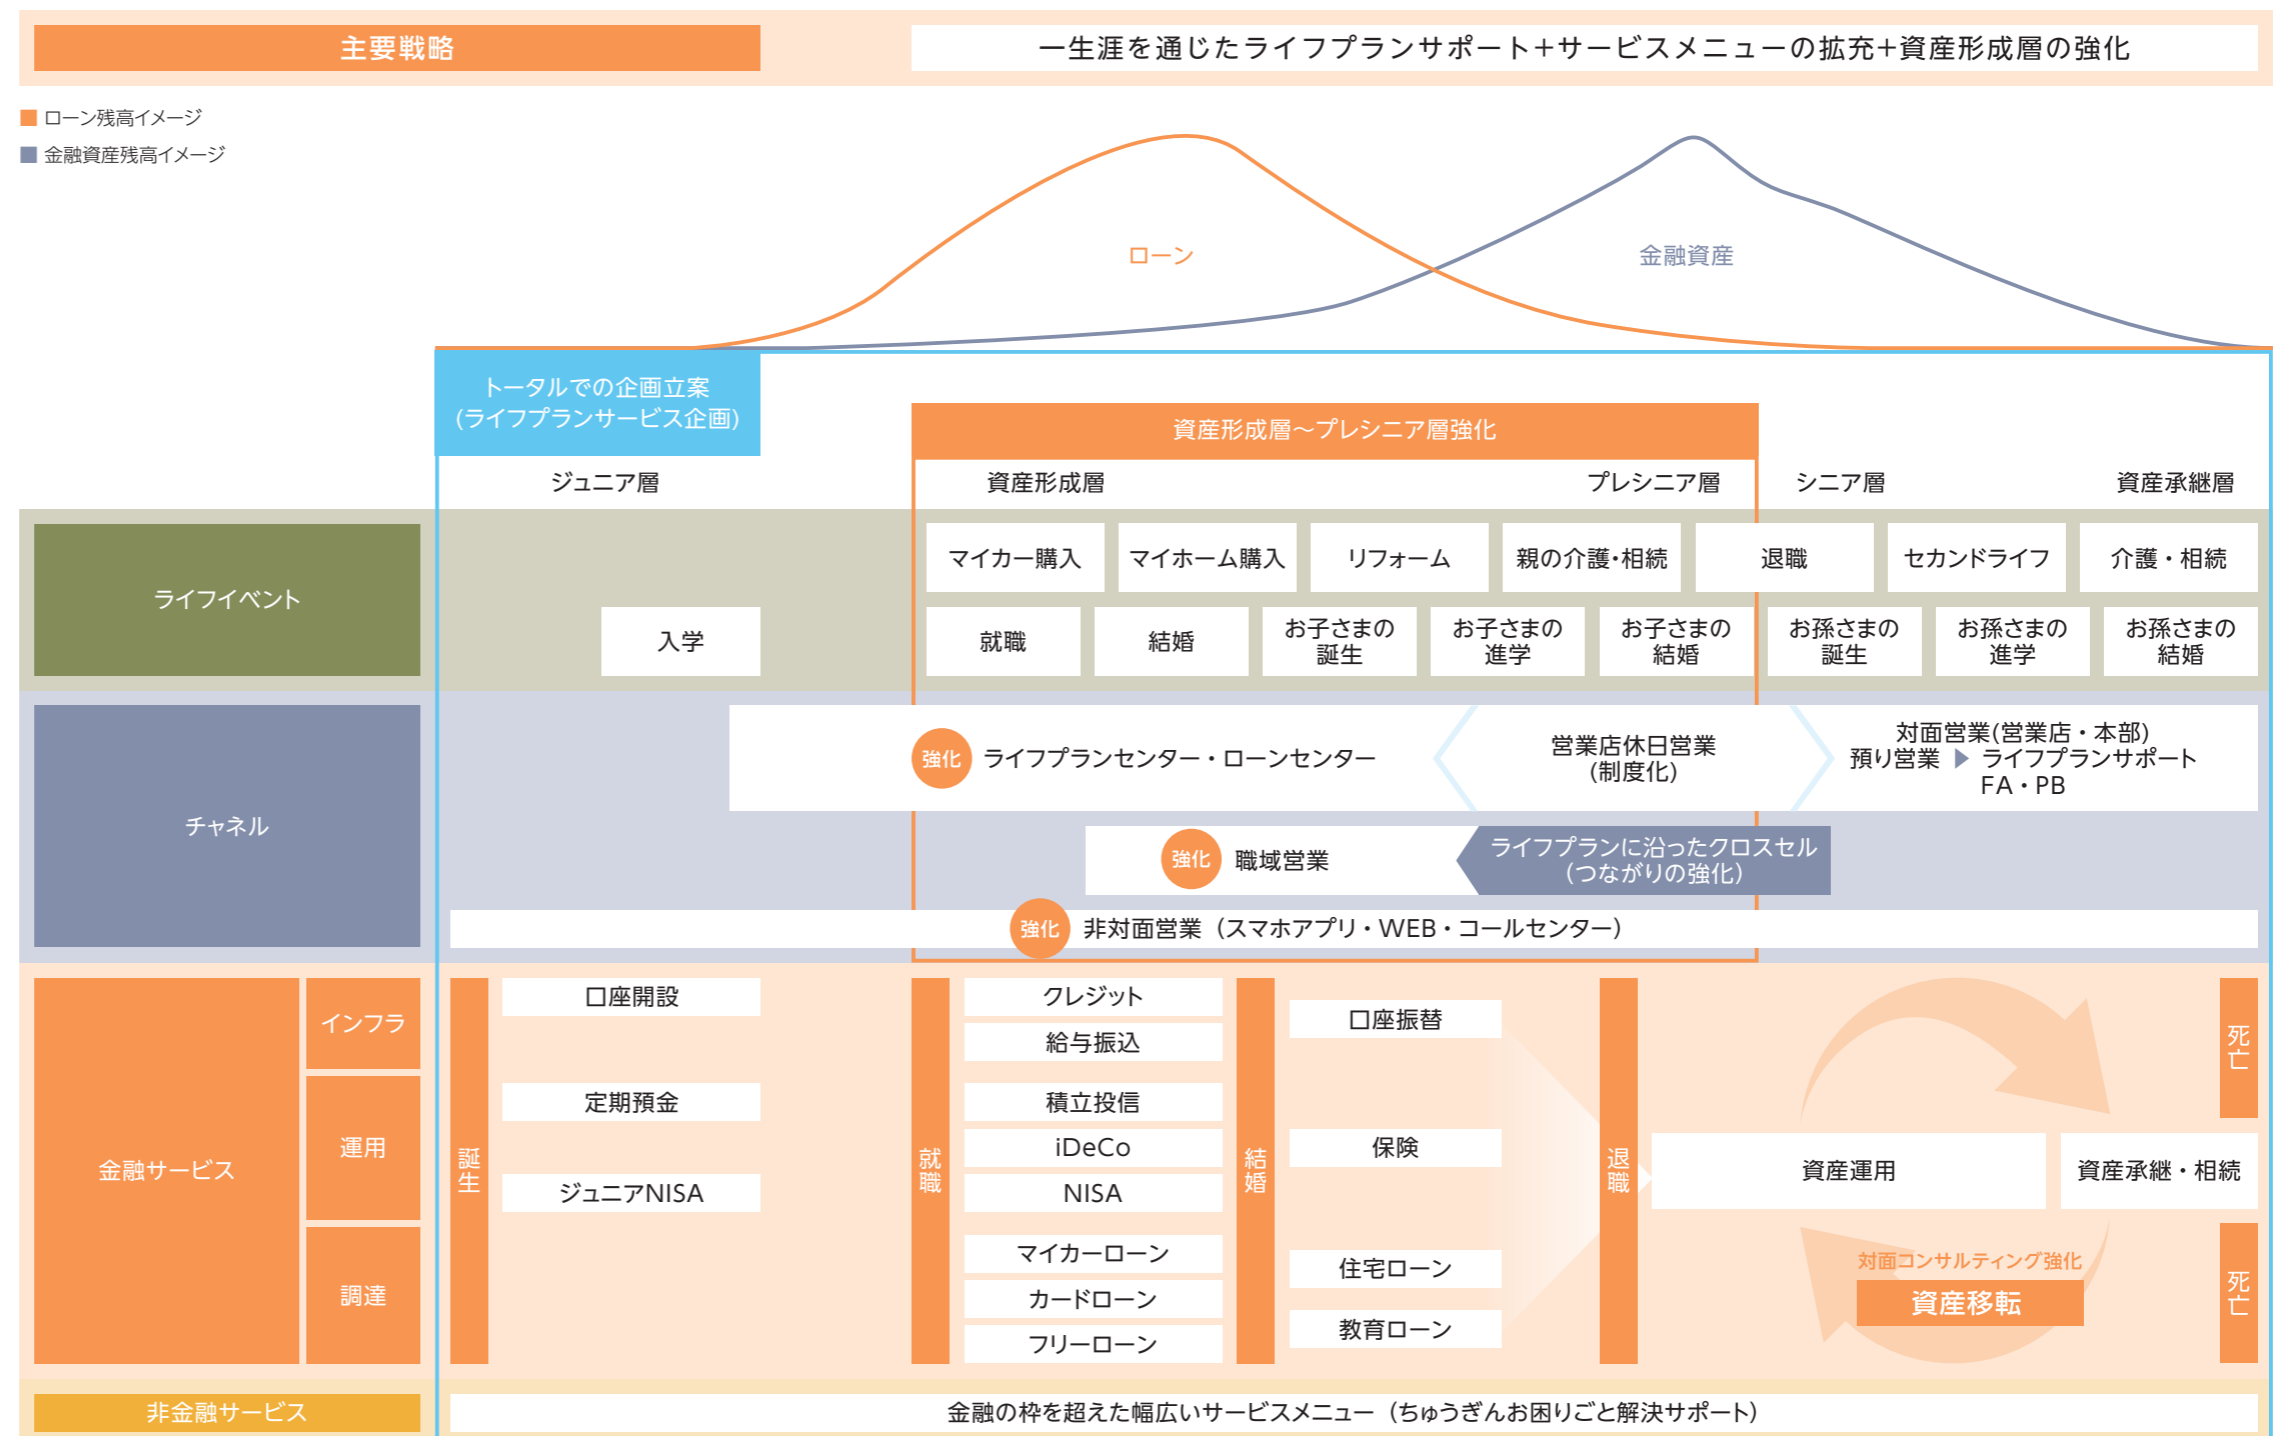 主要戦略
一生涯を通じたライフプランサポート＋サービスメニューの拡充＋資産形成層の強化
ローン残高イメージ
金融資産残高イメージ
ローン
金融資産
トータルでの企画立案
(ライフプランサービス企画)
資産形成層～プレシニア層強化
ジュニア層
資産形成層
プレシニア層
シニア層
資産承継層
ライフイベント
マイカー購入
マイホーム購入
リフォーム
親の介護・相続
退職
セカンドライフ
介護・相続
入学
就職
結婚
お子さまの
誕生
お子さまの
進学
お子さまの
結婚
お孫さまの
誕生
お孫さまの
進学
お孫さまの
結婚
チャネル
強化
ライフプランセンター・ローンセンター
営業店休日営業
(制度化)
対面営業(営業店・本部)
預り営業 ▶ ライフプランサポート
FA・PB
強化
職域営業
ライフプランに沿ったクロスセル
（つながりの強化）
強化
非対面営業（スマホアプリ・WEB・コールセンター）
金融サービス
インフラ
運用
調達
誕生
口座開設
定期預金
ジュニアNISA
就職
クレジット
給与振込
積立投信
iDeCo
NISA
マイカーローン
カードローン
フリーローン
結婚
口座振替
保険
住宅ローン
教育ローン
退職
資産運用
資産承継・相続
対面コンサルティング強化
資産移転
死亡
死亡
非金融サービス
金融の枠を超えた幅広いサービスメニュー（ちゅうぎんお困りごと解決サポート）